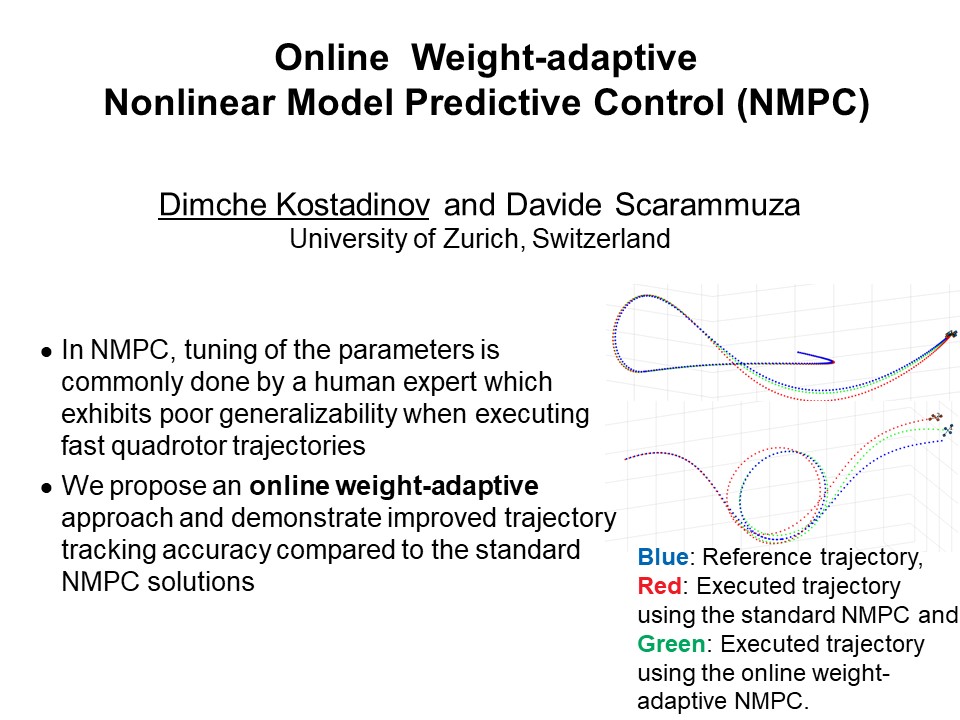 Online Weight-adaptive
Nonlinear Model Predictive Control (NMPC)
Dimche Kostadinov and Davide Scarammuza
University of Zurich, Switzerland
• In NMPC, tuning of the parameters is
commonly done by a human expert which
exhibits poor generalizability when executing
fast quadrotor trajectories
• We propose an online weight-adaptive
approach and demonstrate improved trajectory
tracking accuracy compared to the standard
NMPC solutions
Blue: Reference trajectory,
Red: Executed trajectory
using the standard NMPC and
Green: Executed trajectory
using the online weight-
adaptive NMPC.